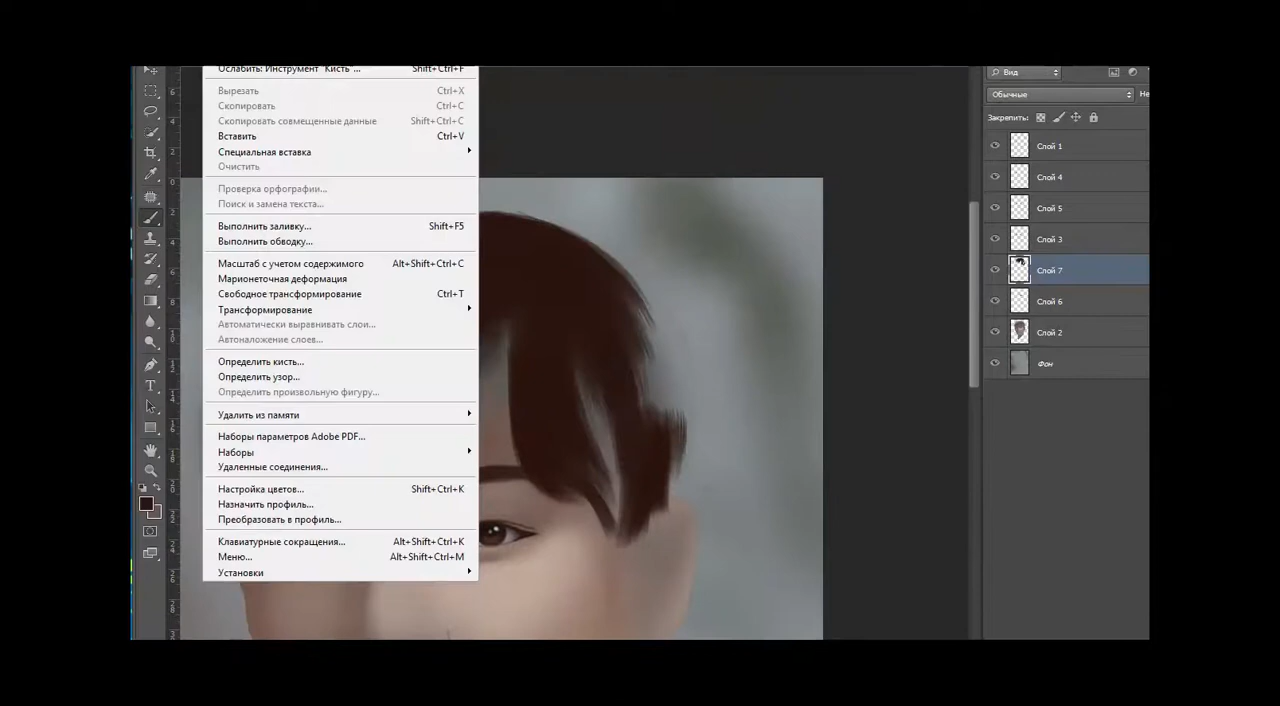 Ослабить: Инструмент "Кисть"... Shift+Ctrl+F
Вырезать Ctrl+X
Скопировать Ctrl+C
Скопировать совмещенные данные Shift+Ctrl+C
Вставить Ctrl+V
Специальная вставка
Очистить
Проверка орфографии...
Поиск и замена текста...
Выполнить заливку... Shift+F5
Выполнить обводку...
Масштаб с учетом содержимого Alt+Shift+Ctrl+C
Марионеточная деформация
Свободное трансформирование Ctrl+T
Трансформирование
Автоматически выравнивать слои...
Автоналожение слоев...
Определить кисть...
Определить узор...
Определить произвольную фигуру...
Удалить из памяти
Наборы параметров Adobe PDF...
Наборы
Удаленные соединения...
Настройка цветов... Shift+Ctrl+K
Назначить профиль...
Преобразовать в профиль...
Клавиатурные сокращения... Alt+Shift+Ctrl+K
Меню... Alt+Shift+Ctrl+M
Установки
Вид
Обычные Не
Закрепить:
Слой 1
Слой 4
Слой 5
Слой 3
Слой 7
Слой 6
Слой 2
Фон